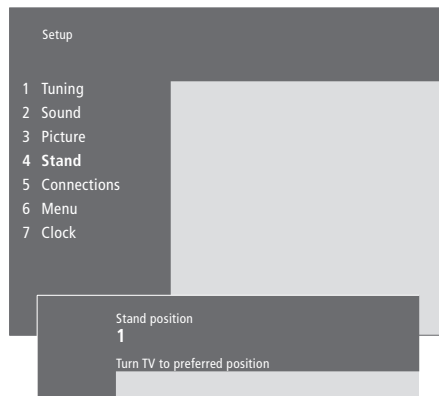 Setup
1 Tuning
2 Sound
3 Picture
4 Stand
5 Connections
6 Menu
7 Clock
Stand position
1
Turn TV to preferred position